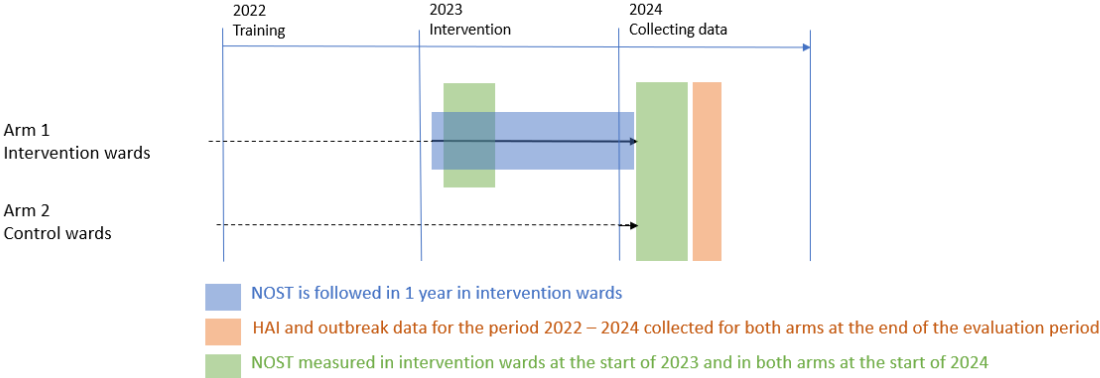 2022
Training
2023
Intervention
2024
Collecting data
Arm 1
Intervention wards
Arm 2
Control wards
NOST is followed in 1 year in intervention wards
HAI and outbreak data for the period 2022 – 2024 collected for both arms at the end of the evaluation period
NOST measured in intervention wards at the start of 2023 and in both arms at the start of 2024